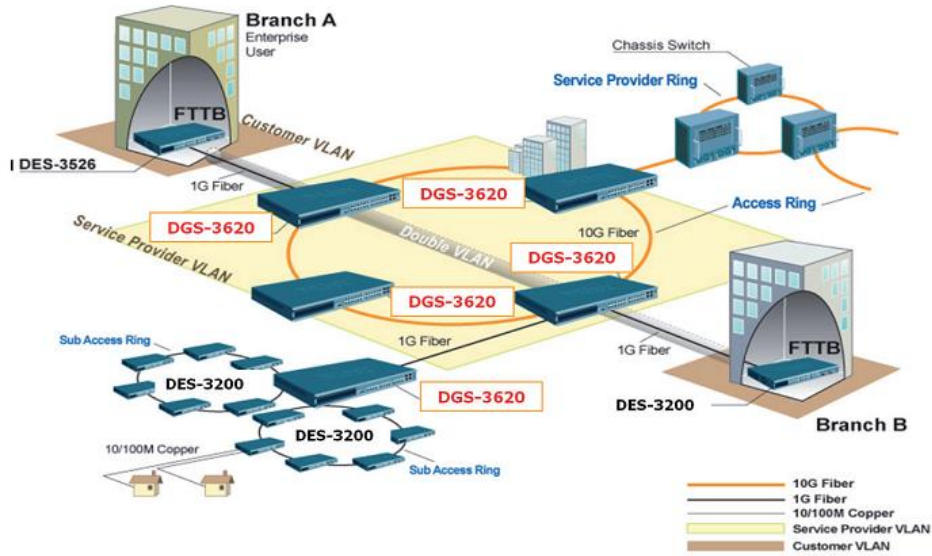 Branch A
Enterprise
User
FTTB
Customer VLAN
I DES-3526
1G Fiber
Chassis Switch
Service Provider Ring
Access Ring
DGS-3620
DGS-3620
10G Fiber
Service Provider VLAN
Double VLAN
DGS-3620
DGS-3620
1G Fiber
1G Fiber
FTTB
DES-3200
Branch B
Sub Access Ring
DES-3200
DGS-3620
DES-3200
10/100M Copper
Sub Access Ring
10G Fiber
1G Fiber
10/100M Copper
Service Provider VLAN
Customer VLAN